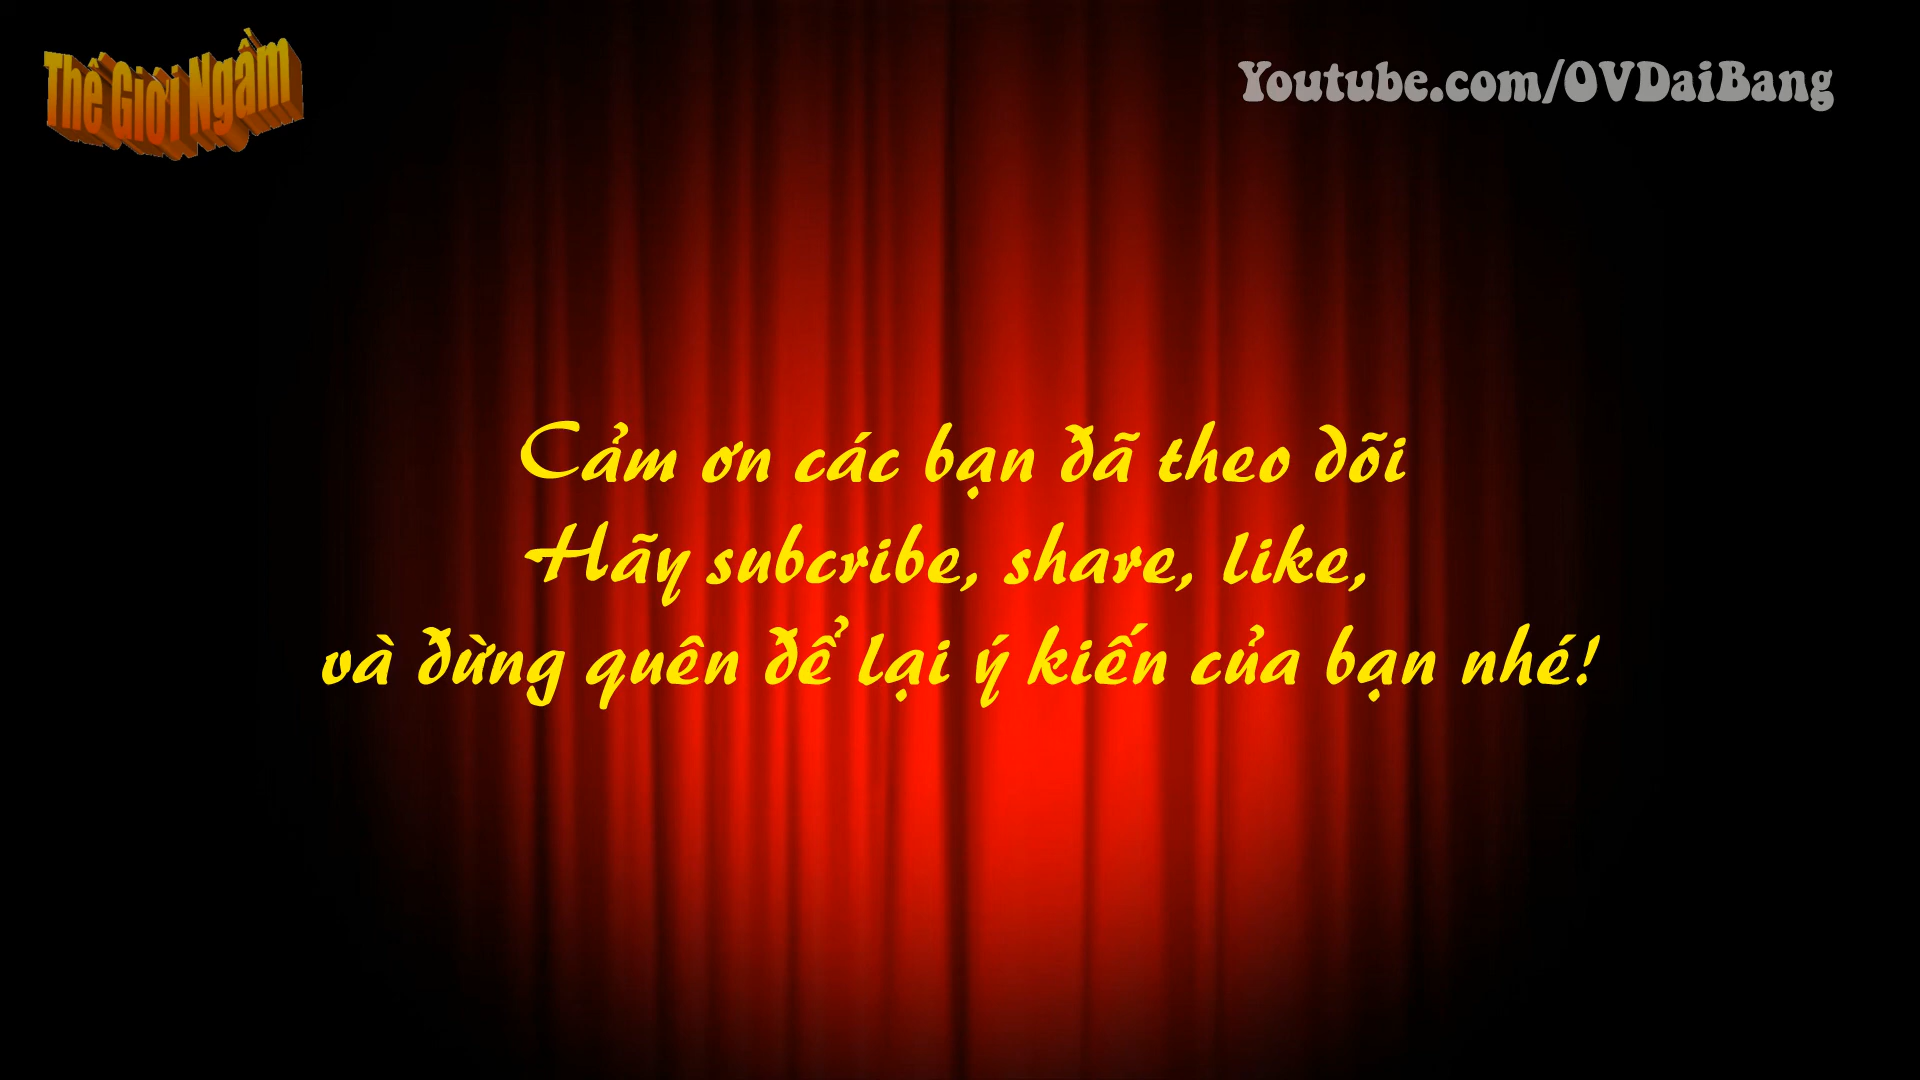 Thế Giới Ngầm
Youtube.com/OVDaiBang
Cảm ơn các bạn đã theo dõi
Hãy subcribe, share, like,
và đừng quên để lại ý kiến của bạn nhé!